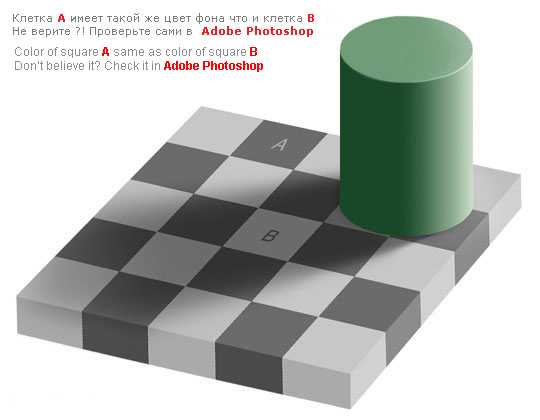 Клетка A имеет такой же цвет фона что и клетка B
Не верите ?! Проверьте сами в Adobe Photoshop
Color of square A same as color of square B
Don't believe it? Check it in Adobe Photoshop
A
B